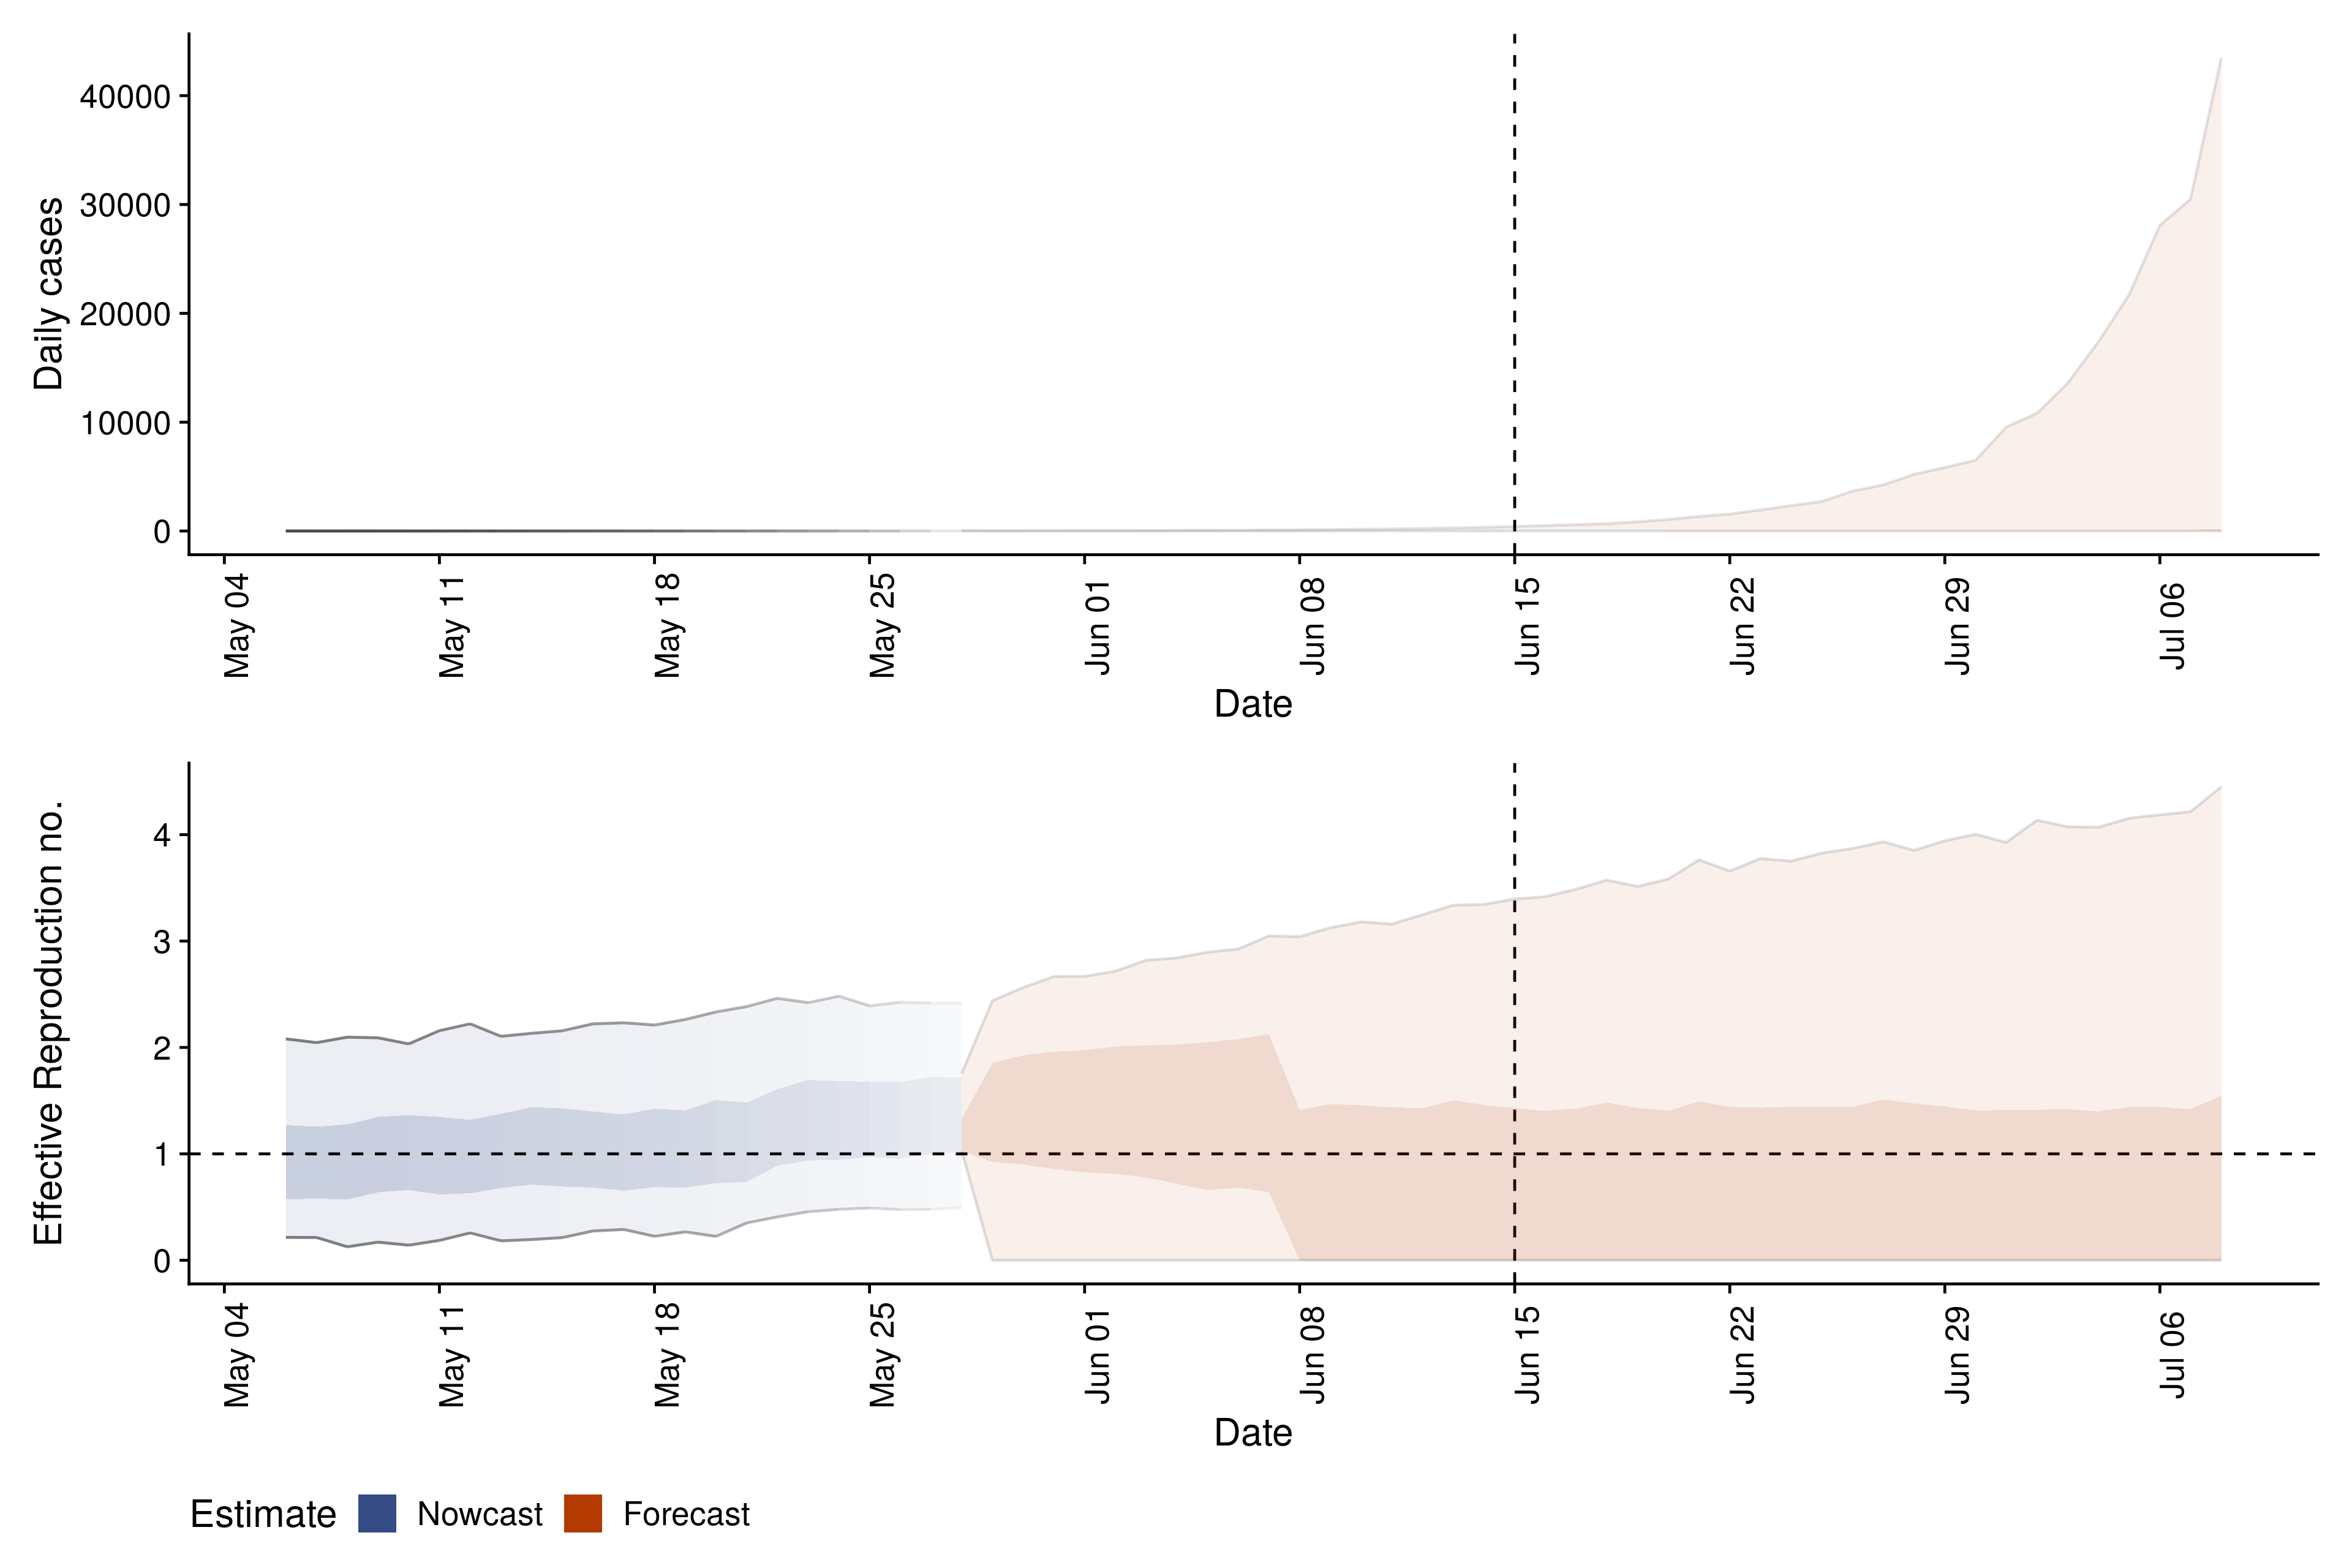 Daily cases
40000
30000
20000
10000
0
May 04 May 11 May 18 May 25 Jun 01 Jun 08 Jun 15 Jun 22 Jun 29 Jul 06
Date
Effective Reproduction no.
4
3
2
1
0
May 04 May 11 May 18 May 25 Jun 01 Jun 08 Jun 15 Jun 22 Jun 29 Jul 06
Date
Estimate Nowcast Forecast